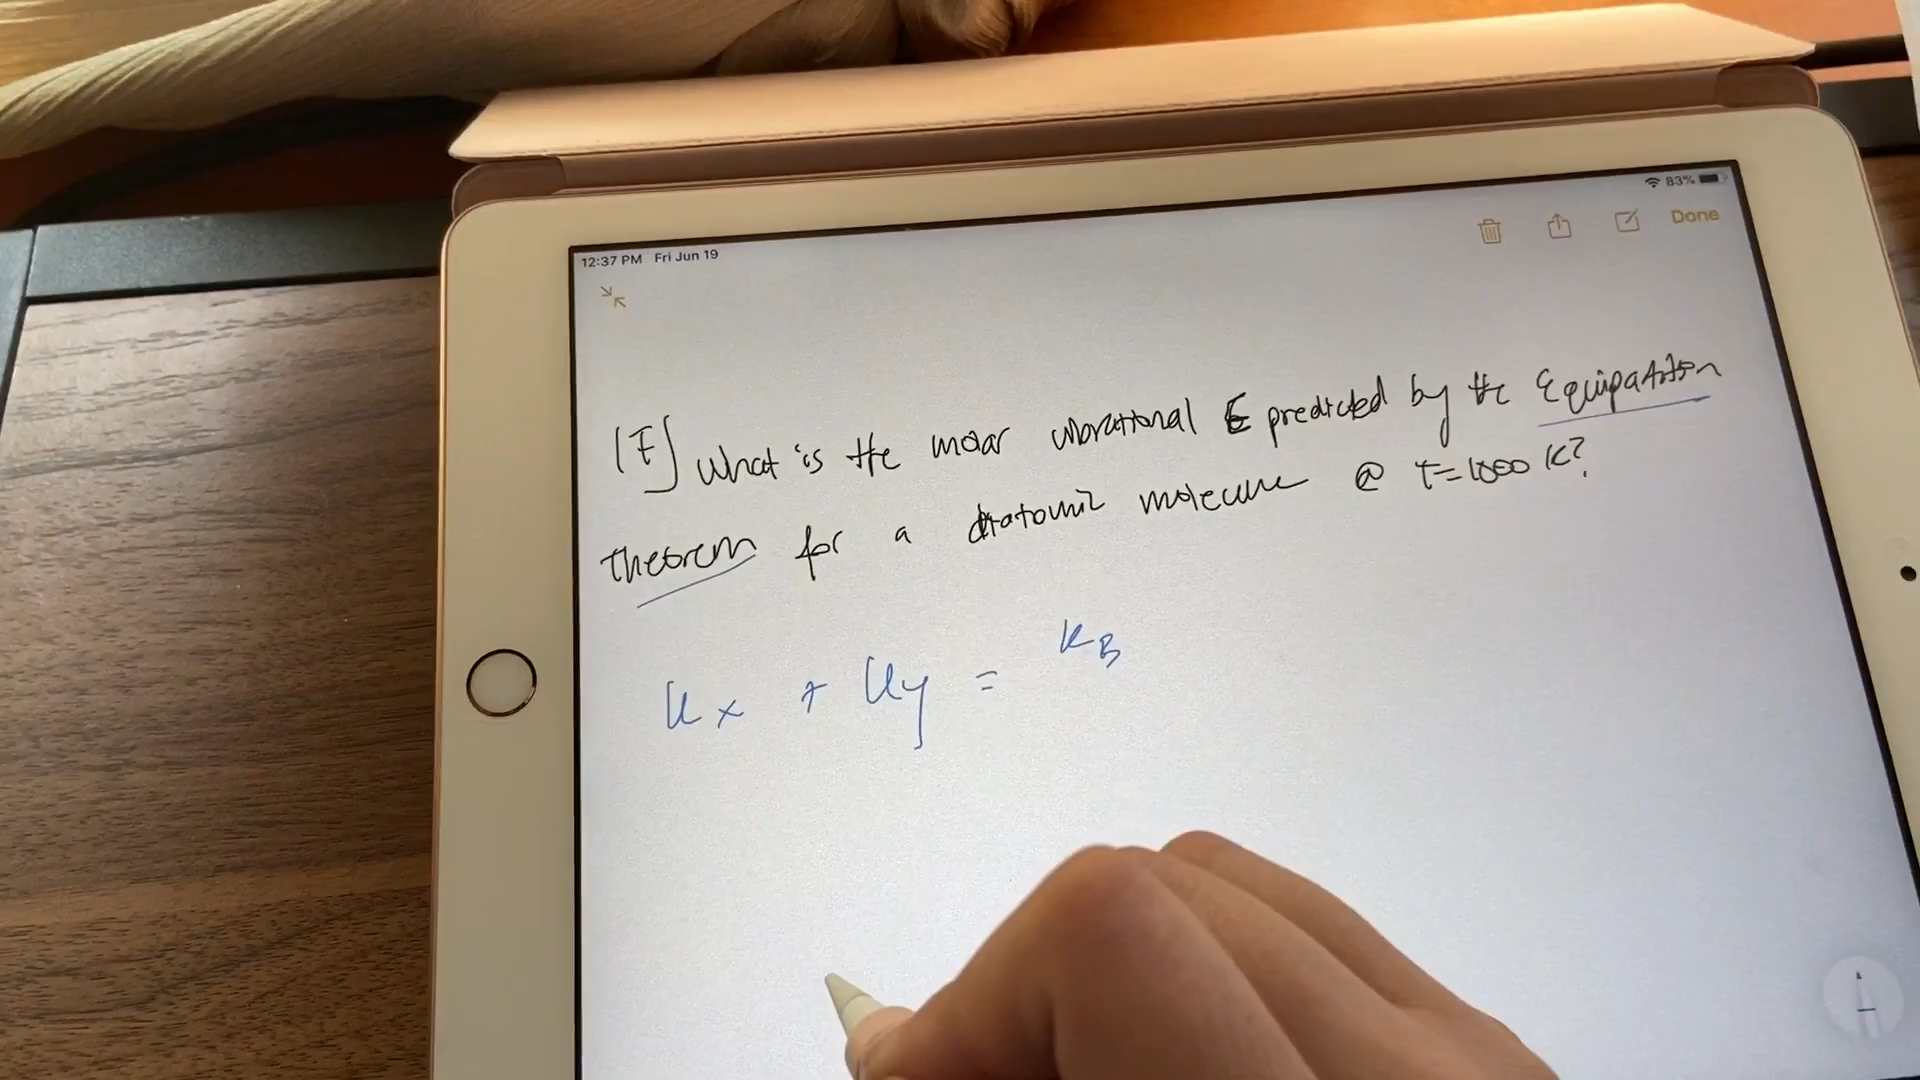 12:37 PM Fri Jun 19
83%
Done
[F] What is the molar vibrational E predicted by the Equipartition
theorem for a diatomic molecule @ T=1000 K?
Ux + Uy = KB